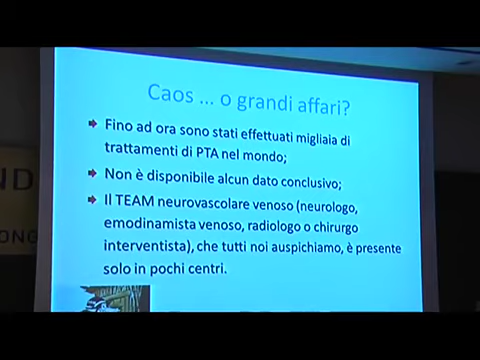 Caos ... o grandi affari?
Fino ad ora sono stati effettuati migliaia di
trattamenti di PTA nel mondo;
Non è disponibile alcun dato conclusivo;
Il TEAM neurovascolare venoso (neurologo,
emodinamista venoso, radiologo o chirurgo
interventista), che tutti noi auspichiamo, è presente
solo in pochi centri.
ND
ONG